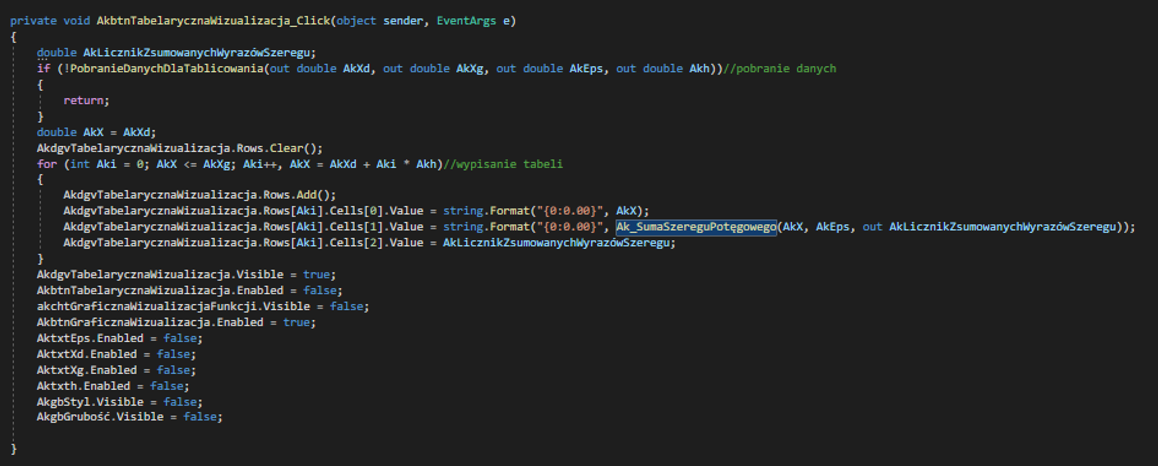 private void AkbtnTabelarycznaWizualizacja_Click(object sender, EventArgs e)
{
double AkLicznikZsumowanychWyrazówSzeregu;
if (!PobranieDanychDlaTablicowania(out double AkXd, out double AkXg, out double AkEps, out double Akh))//pobranie danych
{
return;
}
double AkX = AkXd;
AkdgvTabelarycznaWizualizacja.Rows.Clear();
for (int Aki = 0; AkX <= AkXg; Aki++, AkX = AkXd + Aki * Akh)//wypisanie tabeli
{
AkdgvTabelarycznaWizualizacja.Rows.Add();
AkdgvTabelarycznaWizualizacja.Rows[Aki].Cells[0].Value = string.Format("{0:0.00}", AkX);
AkdgvTabelarycznaWizualizacja.Rows[Aki].Cells[1].Value = string.Format("{0:0.00}", Ak_SumaSzereguPotęgowego(AkX, AkEps, out AkLicznikZsumowanychWyrazówSzeregu));
AkdgvTabelarycznaWizualizacja.Rows[Aki].Cells[2].Value = AkLicznikZsumowanychWyrazówSzeregu;
}
AkdgvTabelarycznaWizualizacja.Visible = true;
AkbtnTabelarycznaWizualizacja.Enabled = false;
akchtGraficznaWizualizacjaFunkcji.Visible = false;
AkbtnGraficznaWizualizacja.Enabled = true;
AktxtEps.Enabled = false;
AktxtXd.Enabled = false;
AktxtXg.Enabled = false;
Aktxth.Enabled = false;
AkgbStyl.Visible = false;
AkgbGrubość.Visible = false;
}